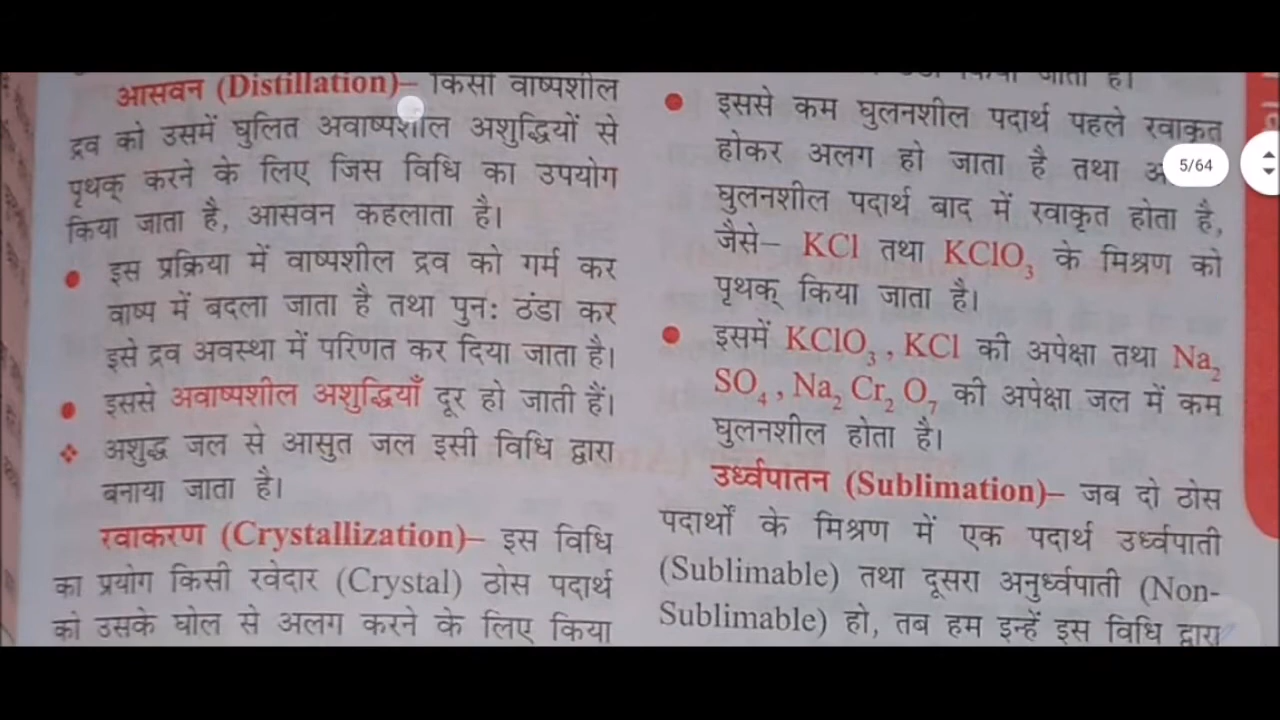 आसवन (Distillation)– किसी वाष्पशील
द्रव को उसमें घुलित अवाष्पशील अशुद्धियों से
पृथक् करने के लिए जिस विधि का उपयोग
किया जाता है, आसवन कहलाता है।
● इस प्रक्रिया में वाष्पशील द्रव को गर्म कर
वाष्प में बदला जाता है तथा पुनः ठंडा कर
इसे द्रव अवस्था में परिणत कर दिया जाता है।
● इससे अवाष्पशील अशुद्धियाँ दूर हो जाती हैं।
❖ अशुद्ध जल से आसुत जल इसी विधि द्वारा
बनाया जाता है।
रवाकरण (Crystallization)– इस विधि
का प्रयोग किसी रवेदार (Crystal) ठोस पदार्थ
को उसके घोल से अलग करने के लिए किया
जाता है।
● इससे कम घुलनशील पदार्थ पहले रवाकृत
होकर अलग हो जाता है तथा
घुलनशील पदार्थ बाद में रवाकृत होता है,
जैसे– KCl तथा KClO₃ के मिश्रण को
पृथक् किया जाता है।
● इसमें KClO₃, KCl की अपेक्षा तथा Na₂
SO₄, Na₂ Cr₂ O₇ की अपेक्षा जल में कम
घुलनशील होता है।
उर्ध्वपातन (Sublimation)– जब दो ठोस
पदार्थों के मिश्रण में एक पदार्थ उर्ध्वपाती
(Sublimable) तथा दूसरा अनुर्ध्वपाती (Non-
Sublimable) हो, तब हम इन्हें इस विधि द्वारा
5/64